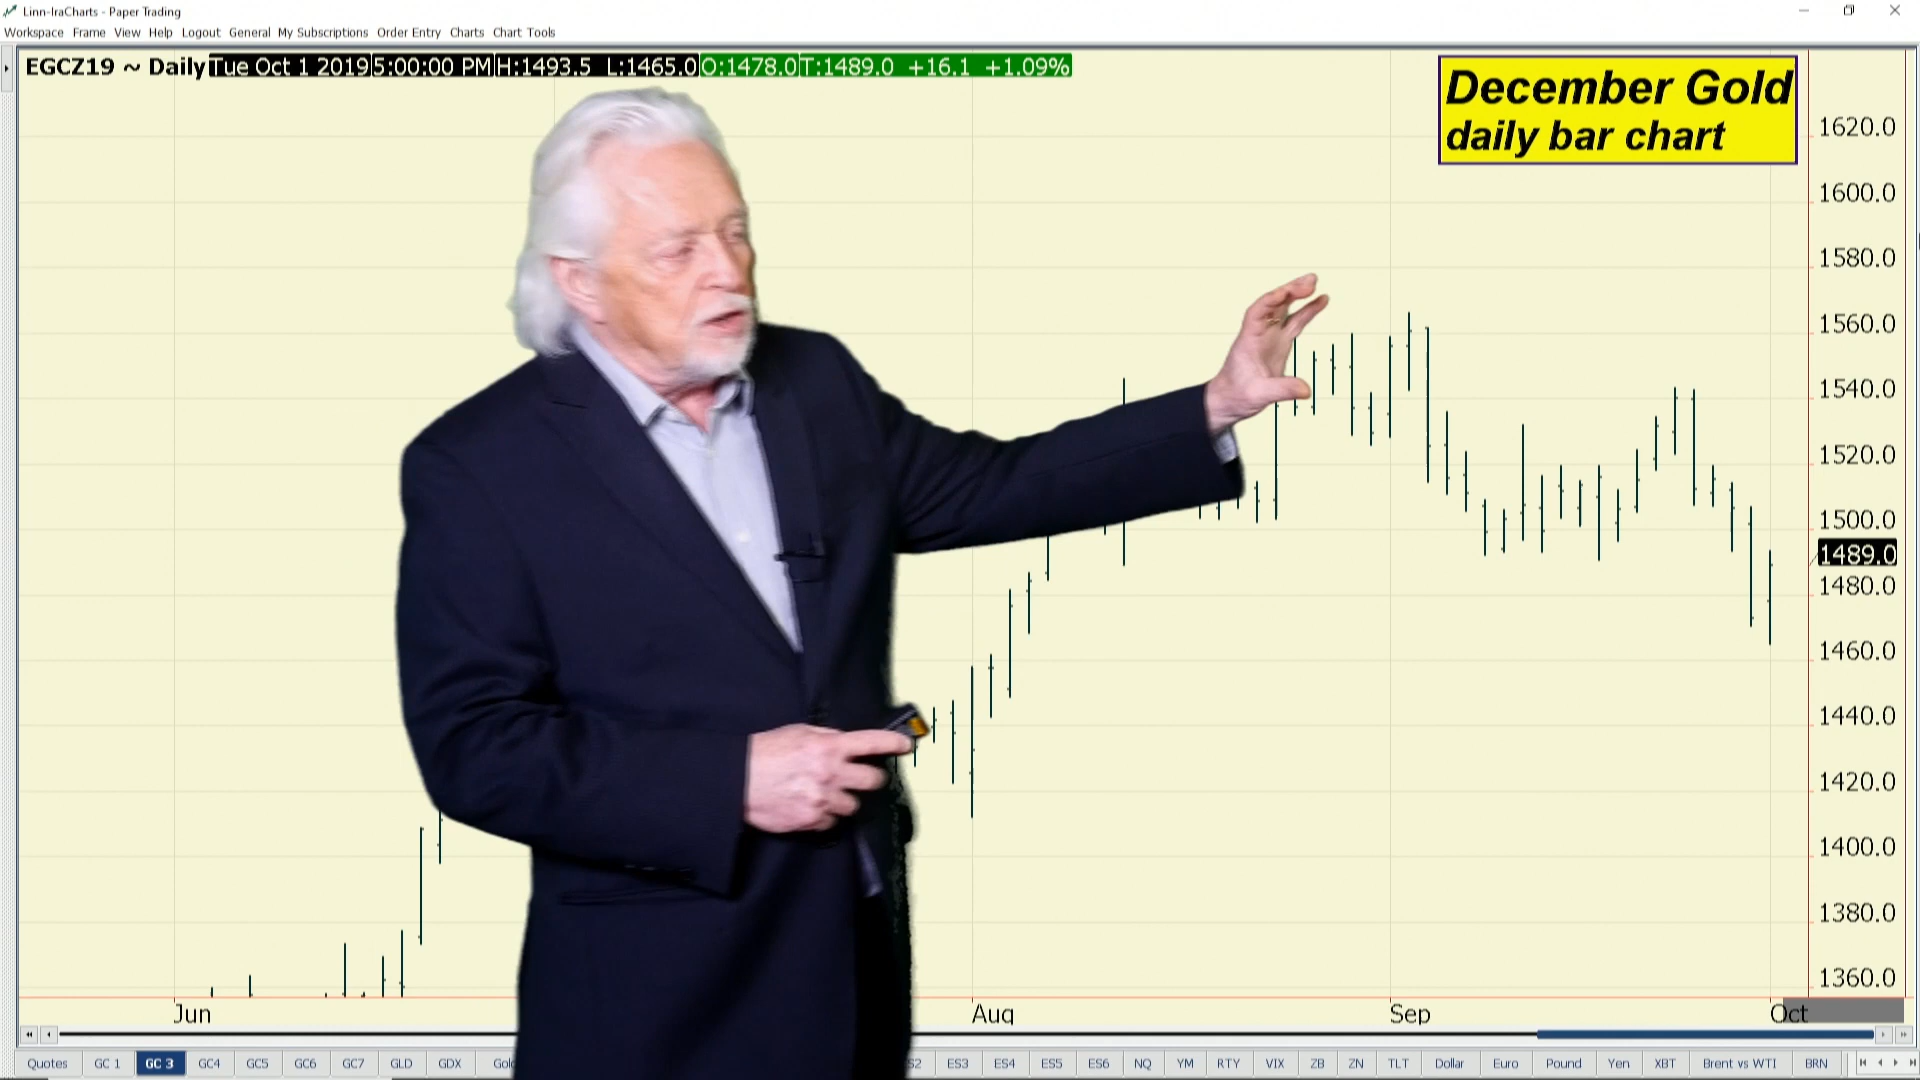 Linn-IraCharts - Paper Trading
Workspace Frame View Help Logout General My Subscriptions Order Entry Charts Chart Tools
EGCZ19 ~ Daily Tue Oct 1 2019 5:00:00 PM H:1493.5 L:1465.0 O:1478.0 T:1489.0 +16.1 +1.09%
December Gold
daily bar chart
1620.0
1600.0
1580.0
1560.0
1540.0
1520.0
1500.0
1489.0
1480.0
1460.0
1440.0
1420.0
1400.0
1380.0
1360.0
Jun Aug Sep Oct
Quotes GC 1 GC 3 GC4 GC5 GC6 GC7 GLD GDX ES3 ES4 ES5 ES6 NQ YM RTY VIX ZB ZN TLT Dollar Euro Pound Yen XBT Brent vs WTI BRN